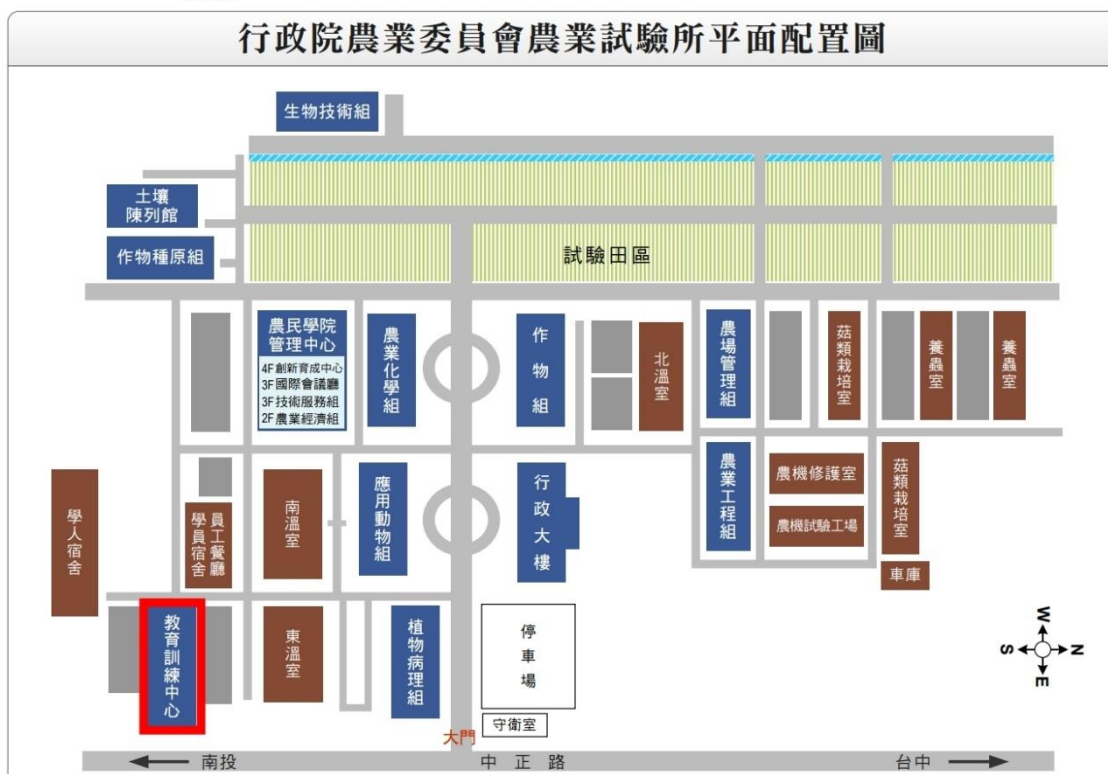 行政院農業委員會農業試驗所平面配置圖
生物技術組
土壤
陳列館
作物種原組
試驗田區
農民學院
管理中心
4F創新育成中心
3F國際會議廳
3F技術服務組
2F農業經濟組
農業化學組
作物組
北溫室
農場管理組
菇類栽培室
養蟲室
養蟲室
學人宿舍
員工餐廳
學員宿舍
南溫室
應用動物組
行政大樓
農業工程組
農機修護室
農機試驗工場
菇類栽培室
車庫
教育訓練中心
東溫室
植物病理組
停車場
守衛室
大門
W
S
N
E
南投
中正路
台中